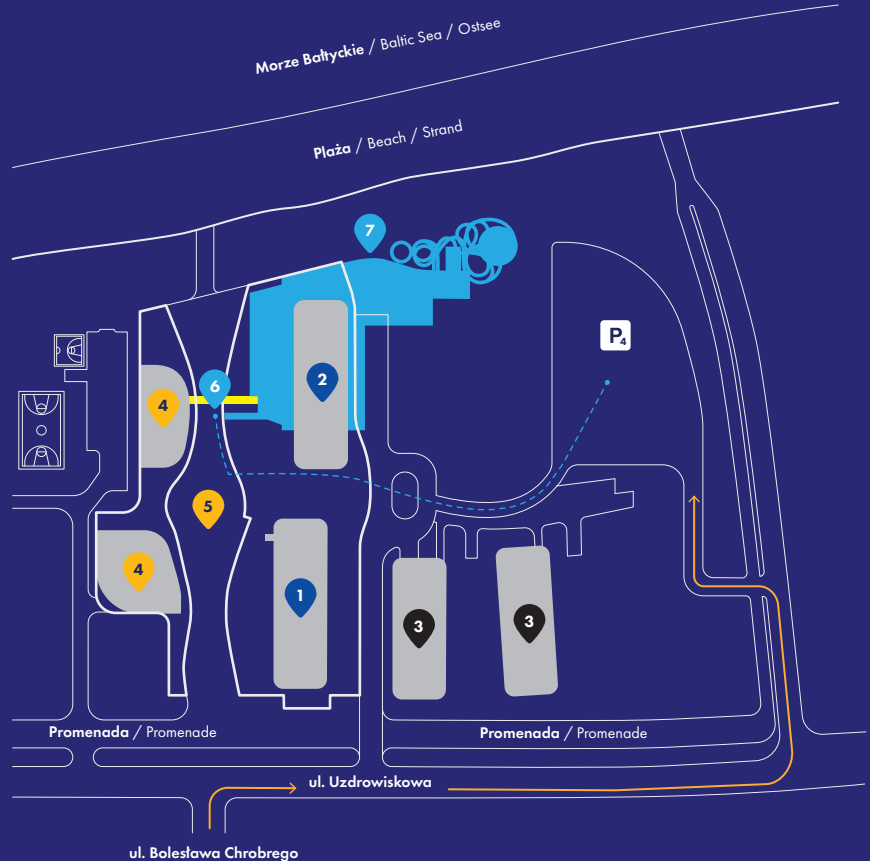 Morze Bałtyckie / Baltic Sea / Ostsee
Plaża / Beach / Strand
7
P4
2
6
4
5
4
1
3
3
Promenada / Promenade
Promenada / Promenade
ul. Uzdrowiskowa
ul. Bolesława Chrobrego